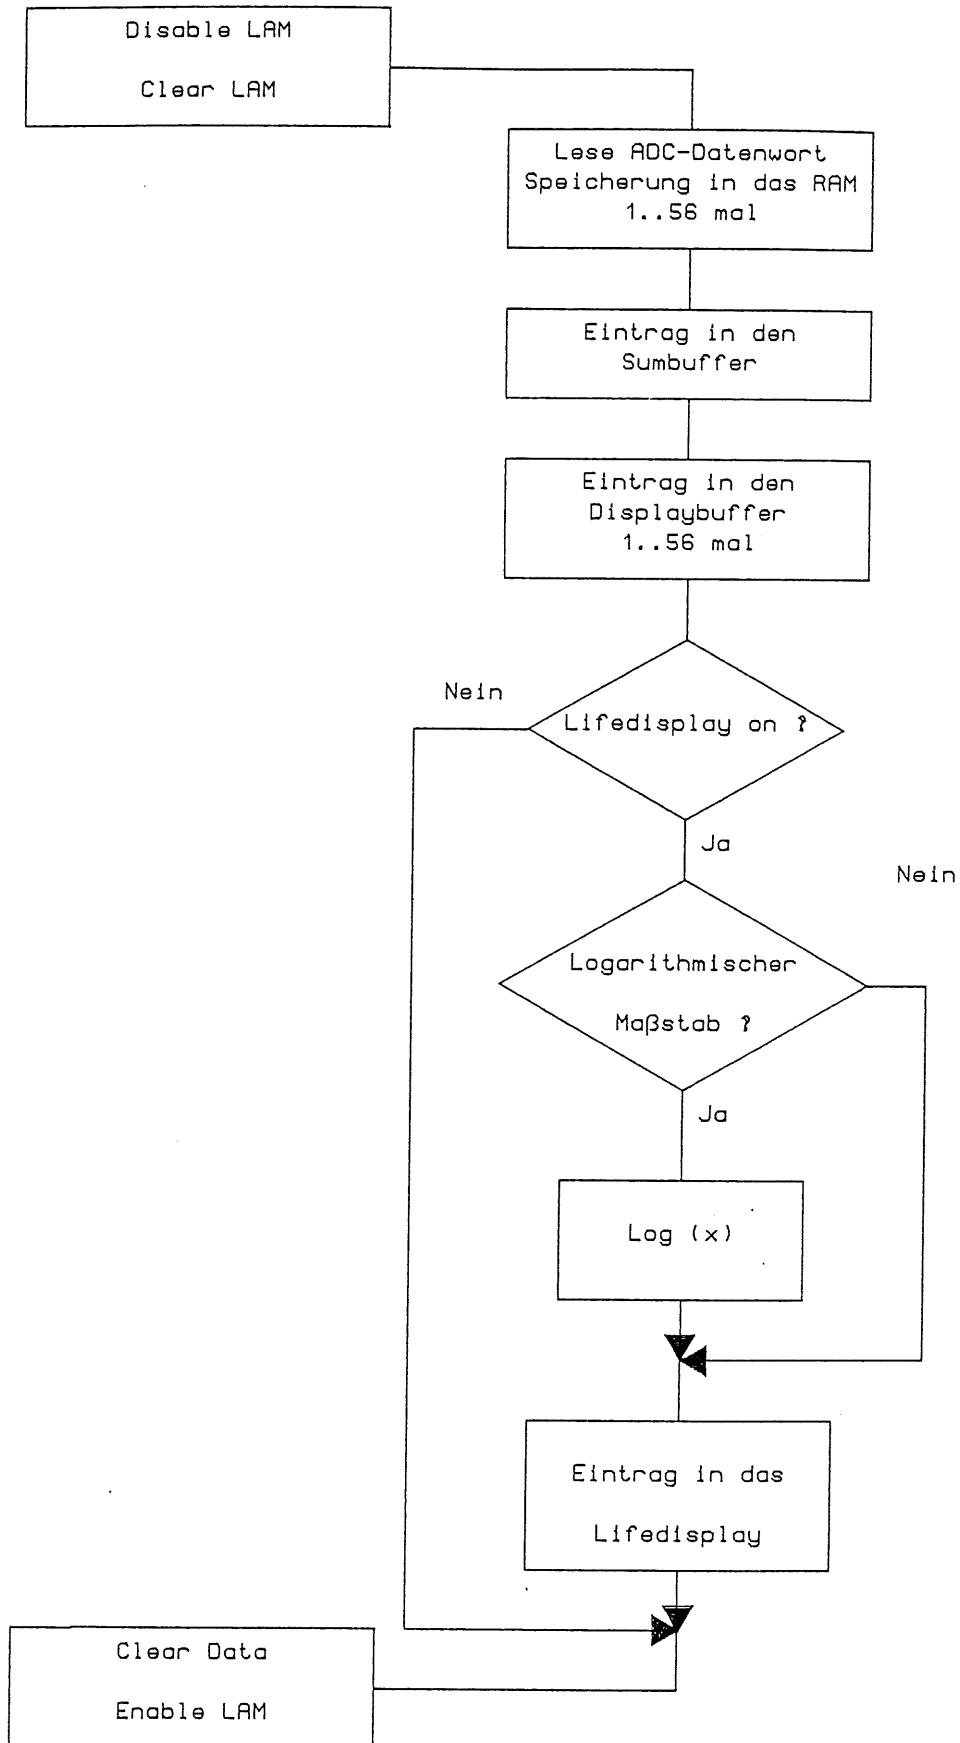 Disable LAM
Clear LAM
Lese ADC-Datenwort
Speicherung in das RAM
1..56 mal
Eintrag in den
Sumbuffer
Eintrag in den
Displaybuffer
1..56 mal
Nein
Lifedisplay on ?
Ja
Nein
Logarithmischer
Maßstab ?
Ja
Log (x)
Eintrag in das
Lifedisplay
Clear Data
Enable LAM